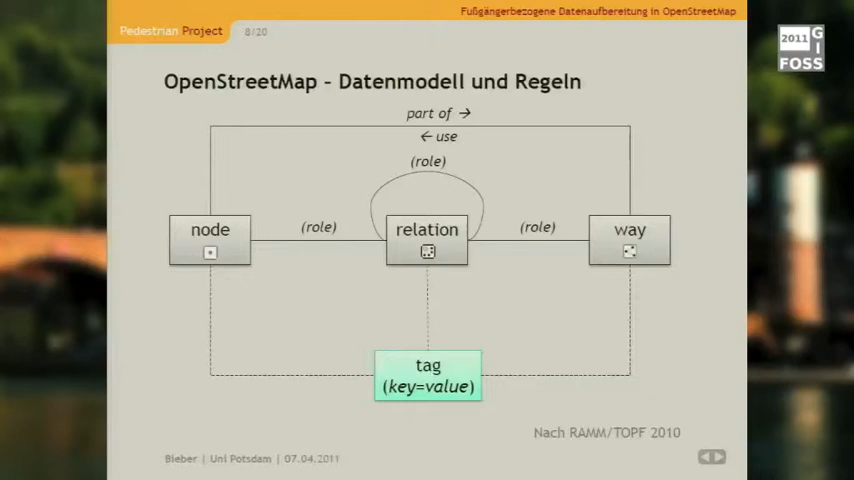 Fußgängerbezogene Datenaufbereitung in OpenStreetMap
Pedestrian Project
8/20
2011
G
I
FOSS
OpenStreetMap – Datenmodell und Regeln
part of →
← use
(role)
node
(role)
relation
(role)
way
tag
(key=value)
Nach RAMM/TOPF 2010
Bieber | Uni Potsdam | 07.04.2011